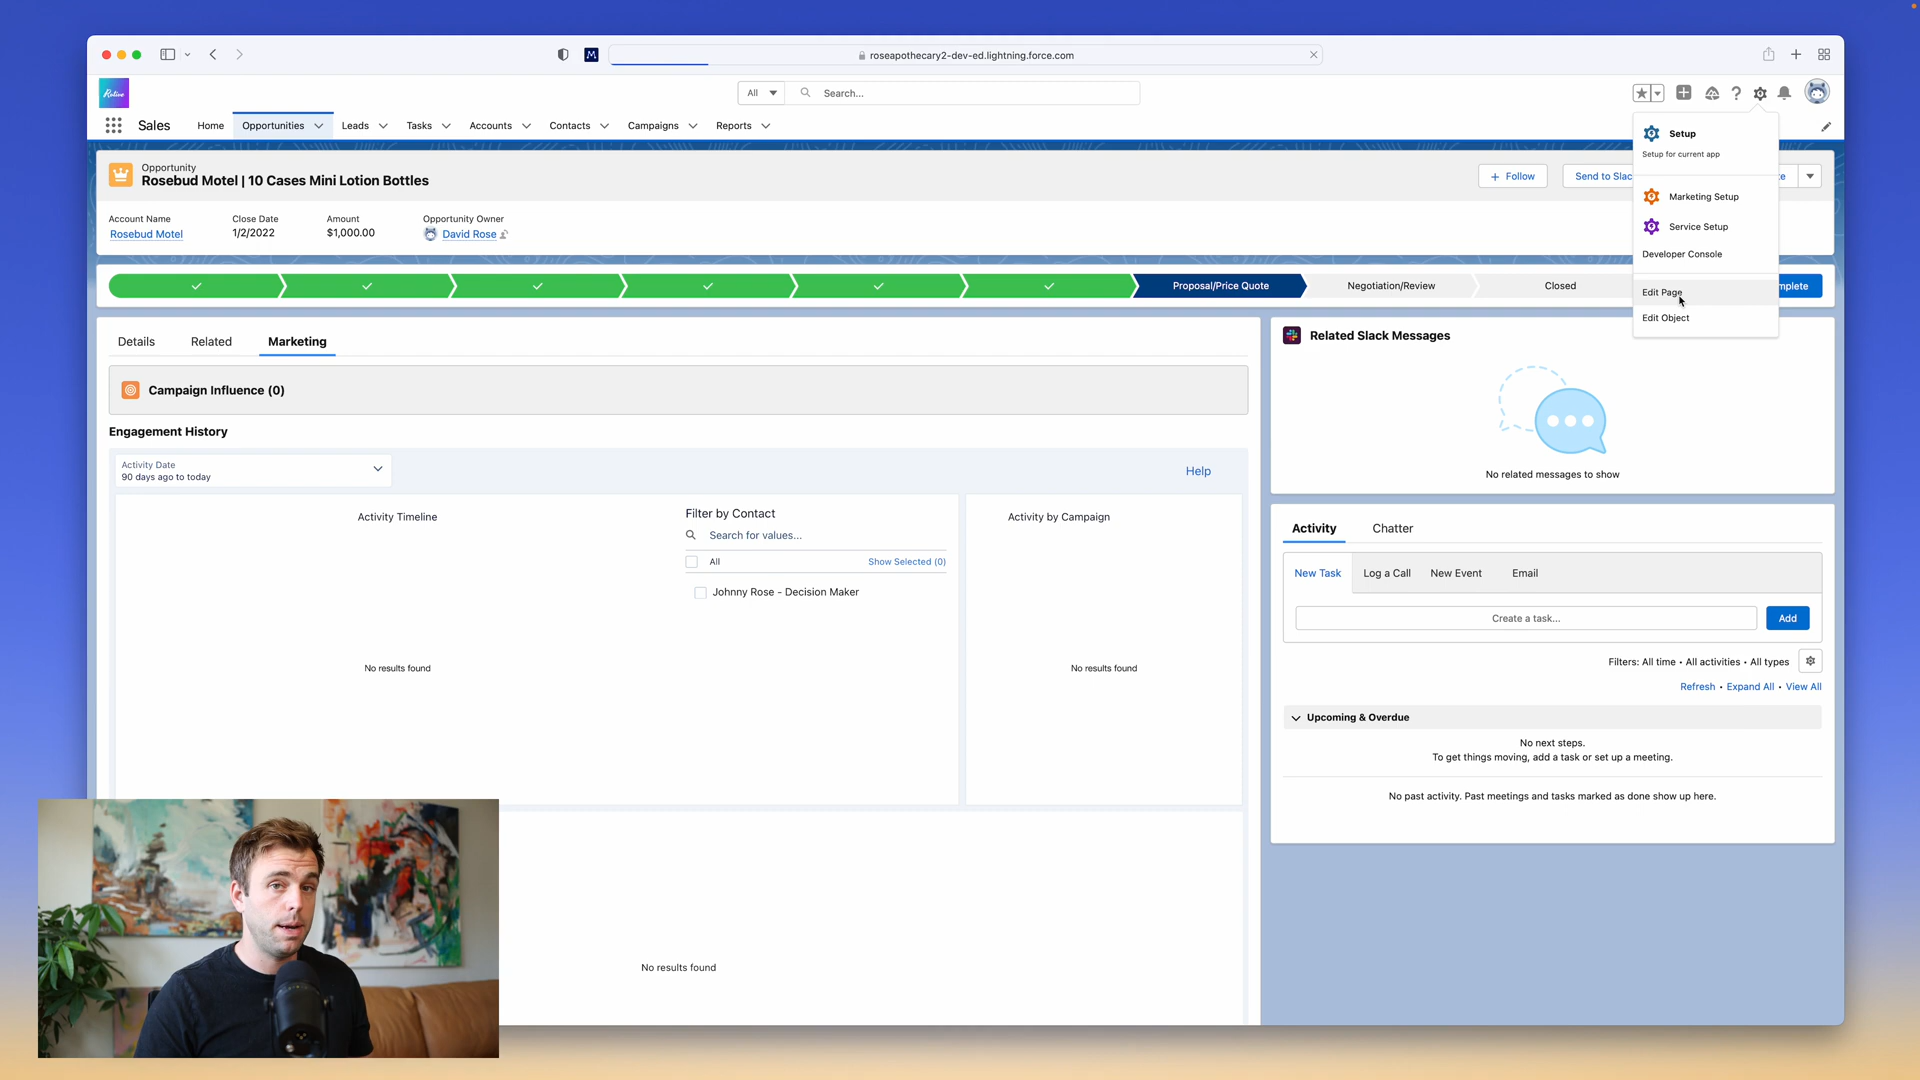 M
roseapothecary2-dev-ed.lightning.force.com
Rative
All
Search...
Sales
Home
Opportunities
Leads
Tasks
Accounts
Contacts
Campaigns
Reports
Setup
Setup for current app
Marketing Setup
Service Setup
Developer Console
Edit Page
Edit Object
Opportunity
Rosebud Motel | 10 Cases Mini Lotion Bottles
+ Follow
Send to Slac
te
Account Name
Rosebud Motel
Close Date
1/2/2022
Amount
$1,000.00
Opportunity Owner
David Rose
Proposal/Price Quote
Negotiation/Review
Closed
mplete
Details
Related
Marketing
Campaign Influence (0)
Engagement History
Activity Date
90 days ago to today
Help
Activity Timeline
No results found
Filter by Contact
Search for values...
All
Show Selected (0)
Johnny Rose - Decision Maker
Activity by Campaign
No results found
No results found
Related Slack Messages
No related messages to show
Activity
Chatter
New Task
Log a Call
New Event
Email
Create a task...
Add
Filters: All time • All activities • All types
Refresh • Expand All • View All
Upcoming & Overdue
No next steps.
To get things moving, add a task or set up a meeting.
No past activity. Past meetings and tasks marked as done show up here.